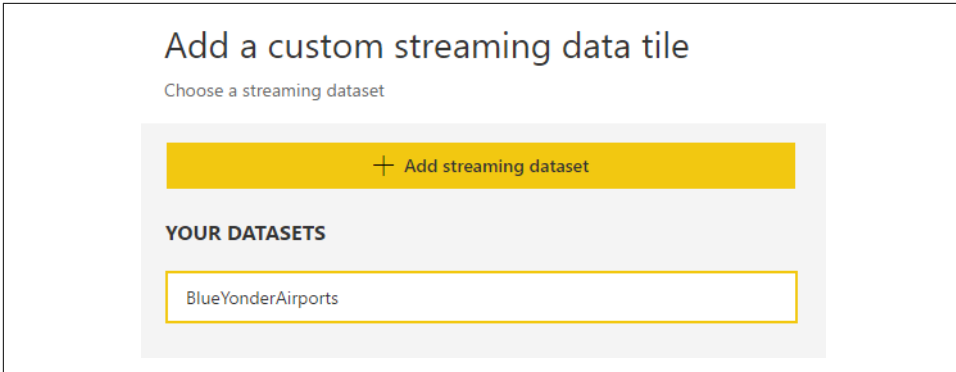 Add a custom streaming data tile
Choose a streaming dataset
+ Add streaming dataset
YOUR DATASETS
BlueYonderAirports